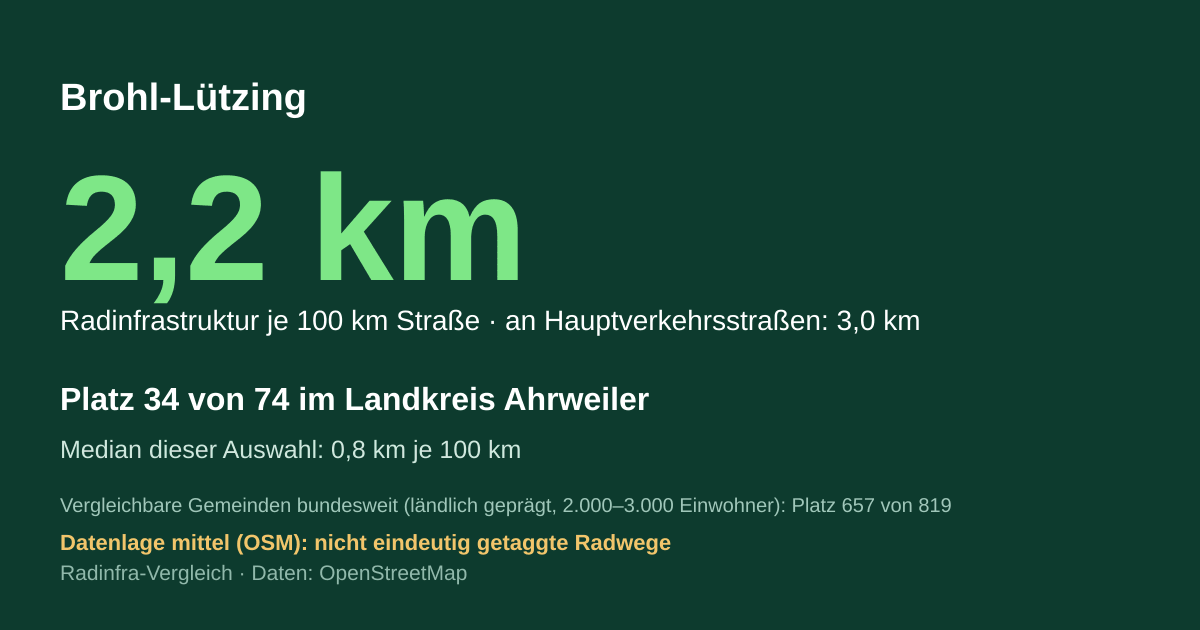 Brohl-Lützing
2,2 km
Radinfrastruktur je 100 km Straße · an Hauptverkehrsstraßen: 3,0 km
Platz 34 von 74 im Landkreis Ahrweiler
Median dieser Auswahl: 0,8 km je 100 km
Vergleichbare Gemeinden bundesweit (ländlich geprägt, 2.000–3.000 Einwohner): Platz 657 von 819
Datenlage mittel (OSM): nicht eindeutig getaggte Radwege
Radinfra-Vergleich · Daten: OpenStreetMap